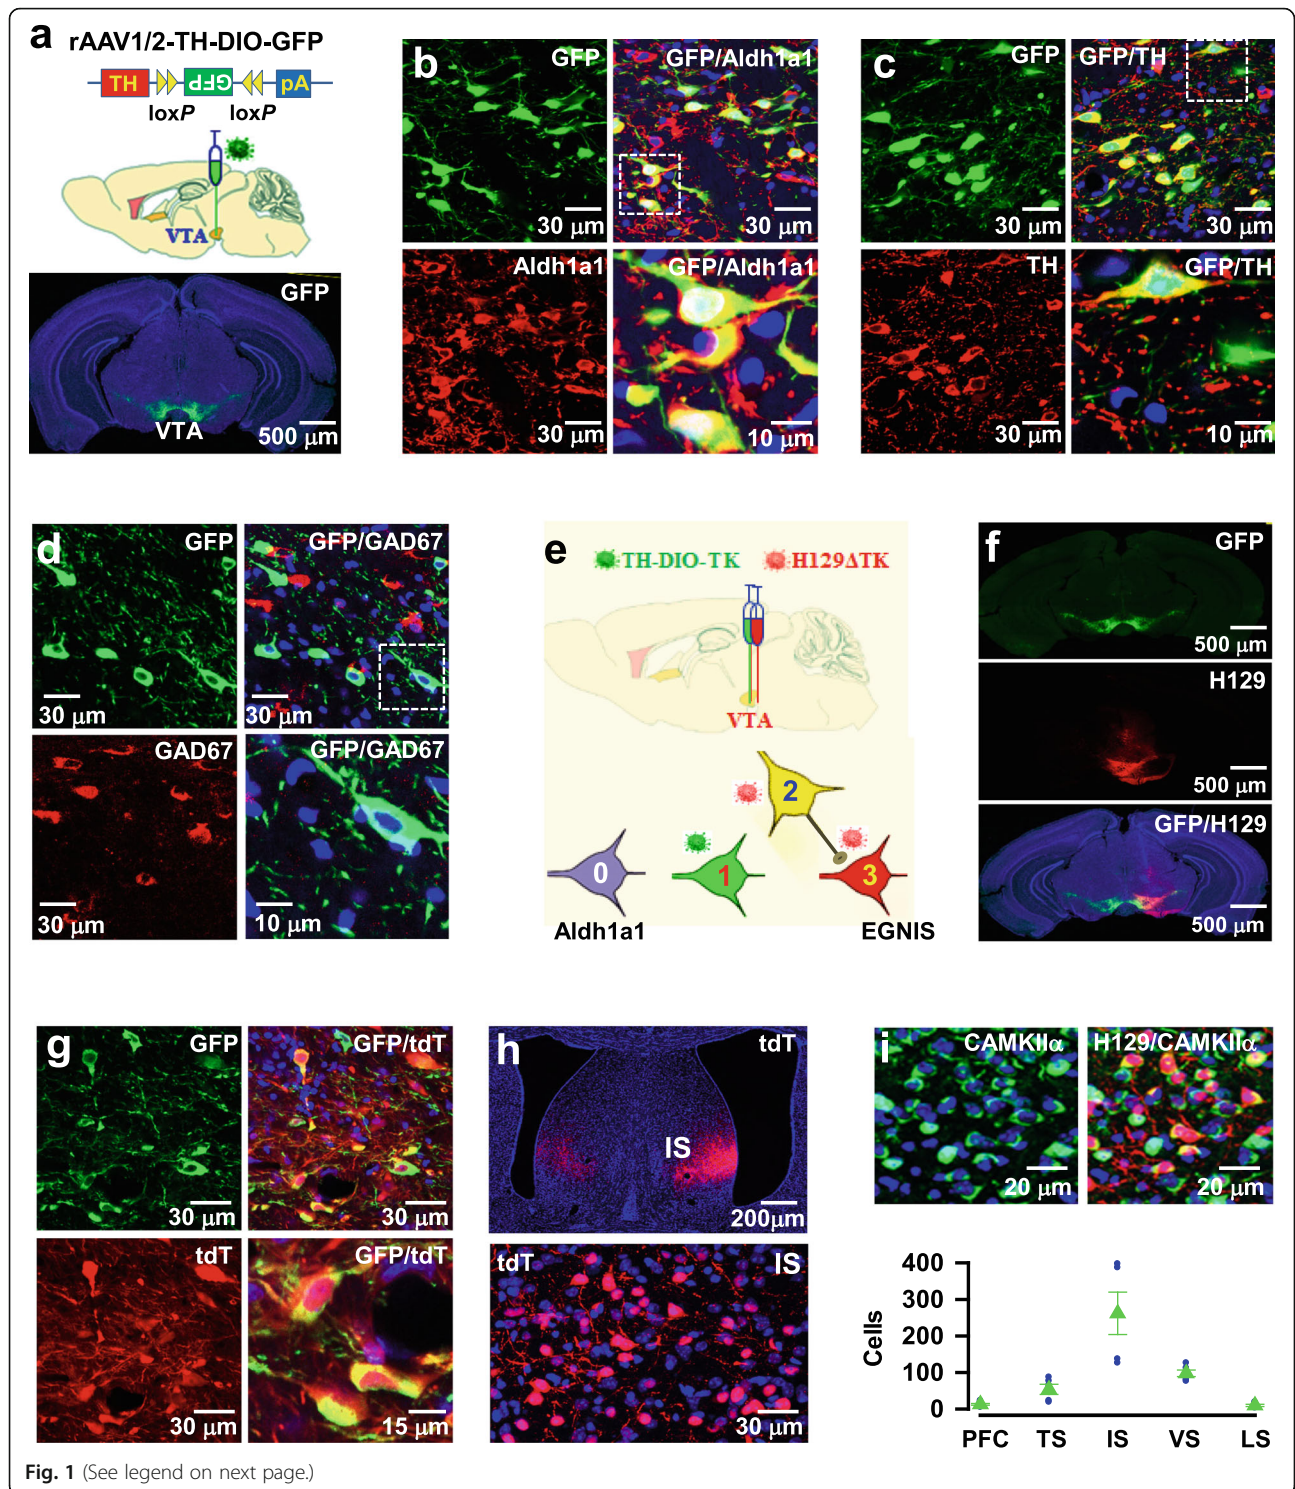 a rAAV1/2-TH-DIO-GFP
TH GFP pA
loxP loxP
VTA
GFP
VTA
500 µm
b GFP GFP/Aldh1a1
30 µm 30 µm
Aldh1a1 GFP/Aldh1a1
30 µm 10 µm
c GFP GFP/TH
30 µm 30 µm
TH GFP/TH
30 µm 10 µm
d GFP GFP/GAD67
30 µm 30 µm
GAD67 GFP/GAD67
30 µm 10 µm
e TH-DIO-TK H129ΔTK
VTA
2
0 1 3
Aldh1a1 EGNIS
f GFP
500 µm
H129
500 µm
GFP/H129
500 µm
g GFP GFP/tdT
30 µm 30 µm
tdT GFP/tdT
30 µm 15 µm
h tdT
IS
200µm
tdT IS
30 µm
i CAMKIIα H129/CAMKIIα
20 µm 20 µm
Cells
400
300
200
100
0
PFC TS IS VS LS
Fig. 1 (See legend on next page.)